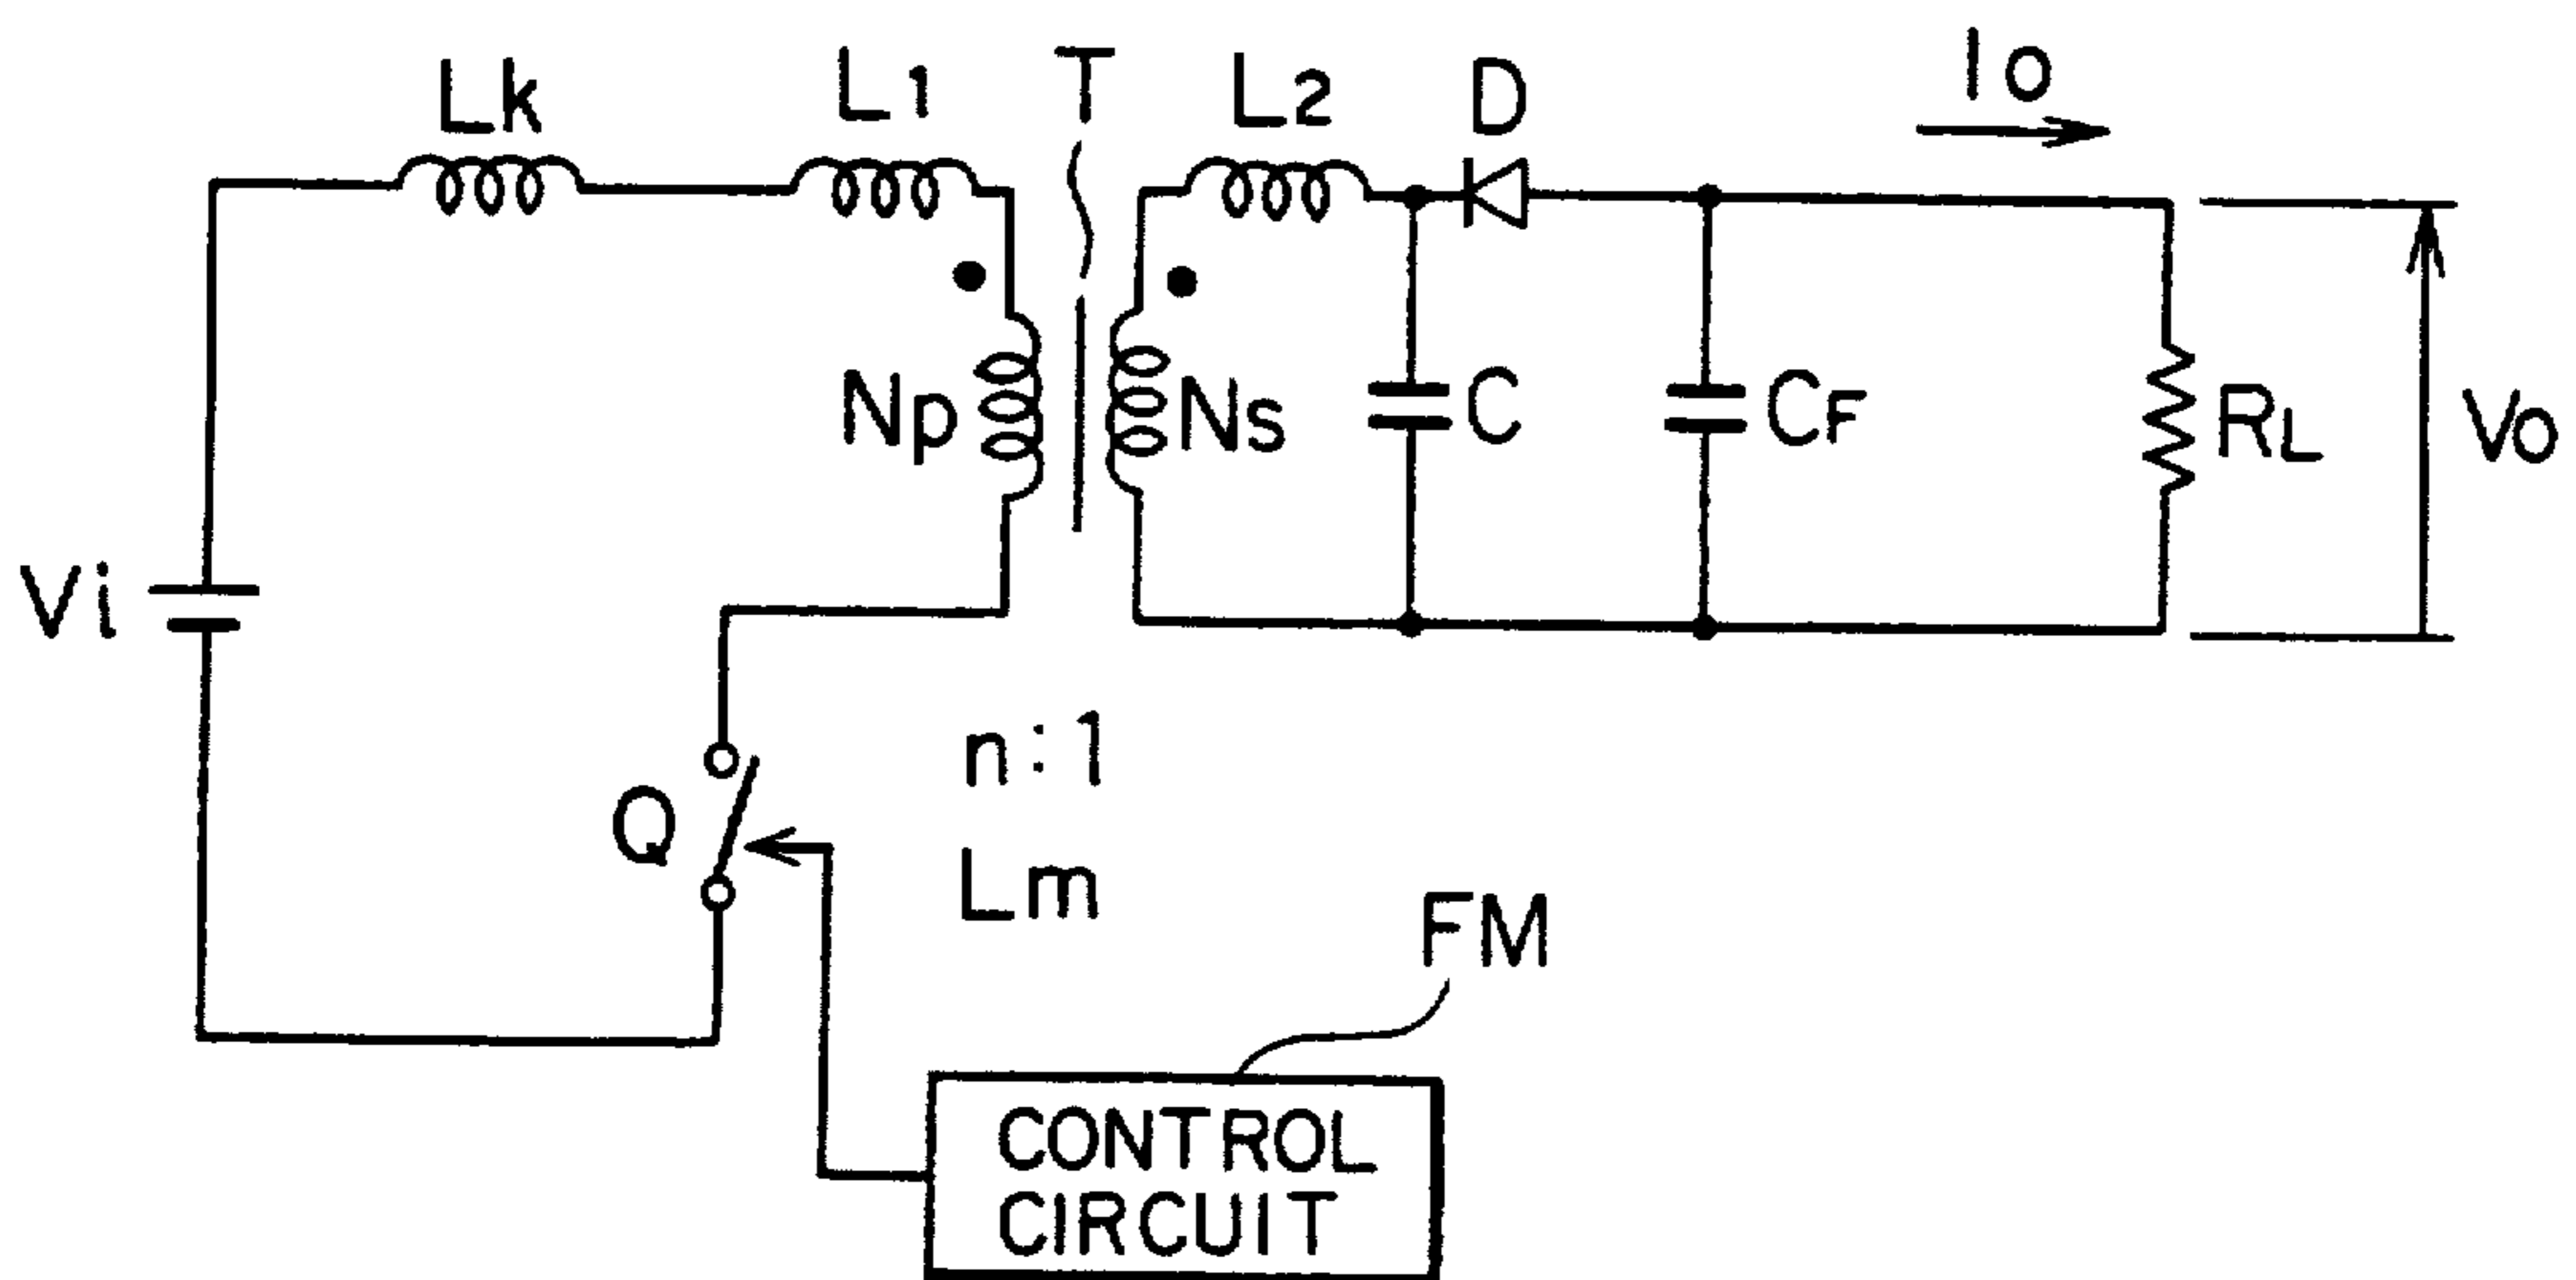 Lk
L1
T
L2
D
Io
Np
Ns
C
CF
RL
Vo
Vi
n:1
Q
Lm
FM
CONTROL
CIRCUIT